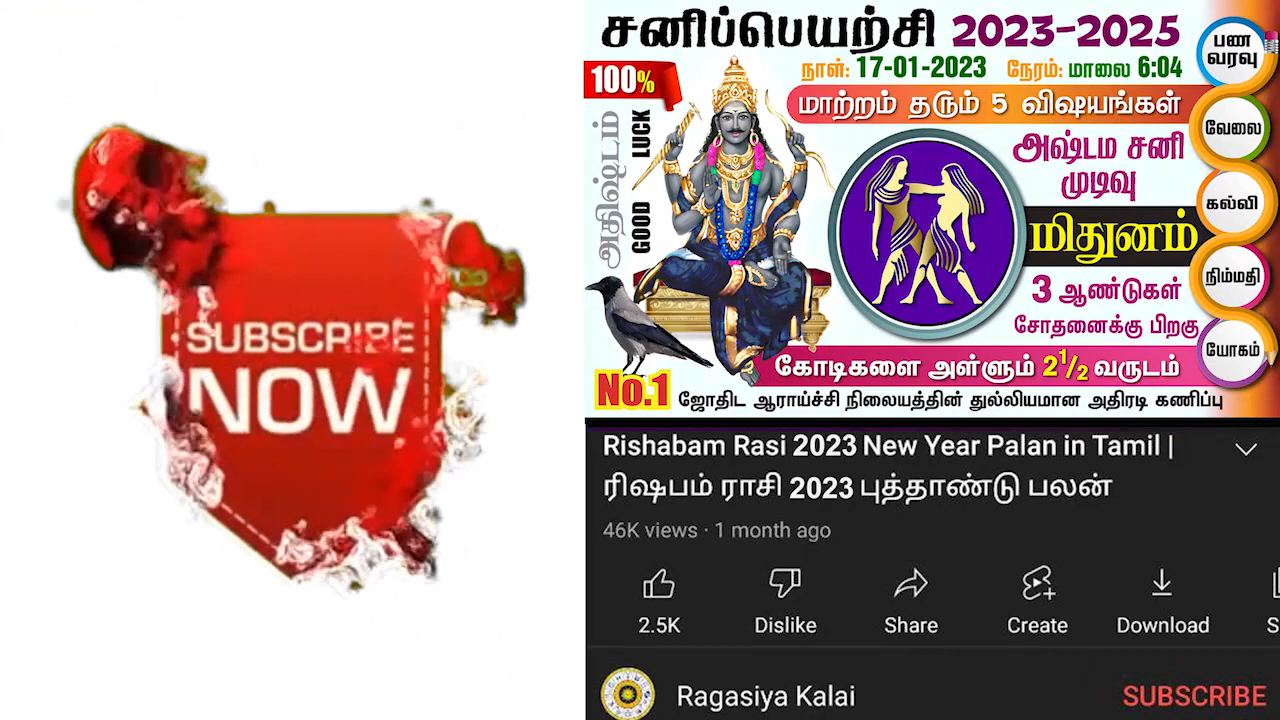 SUBSCRIBE
NOW
சனிப்பெயற்சி 2023-2025
நாள்: 17-01-2023 நேரம்: மாலை 6:04
100%
மாற்றம் தரும் 5 விஷயங்கள்
அதிஷ்டம்
GOOD LUCK
அஷ்டம சனி
முடிவு
மிதுனம்
3 ஆண்டுகள்
சோதனைக்கு பிறகு
கோடிகளை அள்ளும் 2½ வருடம்
No.1 ஜோதிட ஆராய்ச்சி நிலையத்தின் துல்லியமான அதிரடி கணிப்பு
பண
வரவு
வேலை
கல்வி
நிம்மதி
யோகம்
Rishabam Rasi 2023 New Year Palan in Tamil |
ரிஷபம் ராசி 2023 புத்தாண்டு பலன்
46K views · 1 month ago
2.5K Dislike Share Create Download S
Ragasiya Kalai SUBSCRIBE